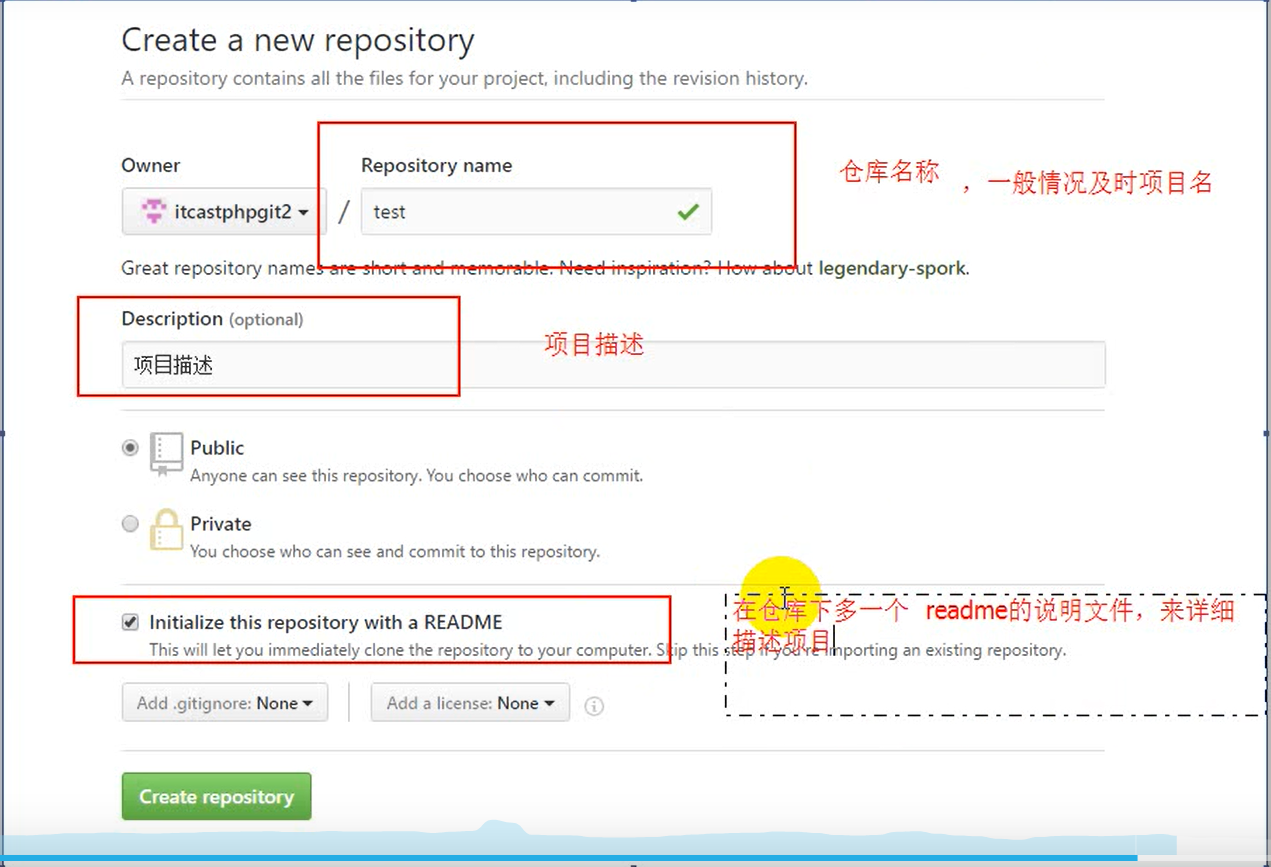 Create a new repository
A repository contains all the files for your project, including the revision history.
Owner
Repository name
仓库名称 ，一般情况及时项目名
itcastphpgit2 / test
Great repository names are short and memorable. Need inspiration? How about legendary-spork.
Description (optional)
项目描述
项目描述
Public
Anyone can see this repository. You choose who can commit.
Private
You choose who can see and commit to this repository.
Initialize this repository with a README
This will let you immediately clone the repository to your computer. Skip this step if you're importing an existing repository.
在仓库下多一个 readme的说明文件，来详细
描述项目
Add .gitignore: None
Add a license: None
Create repository